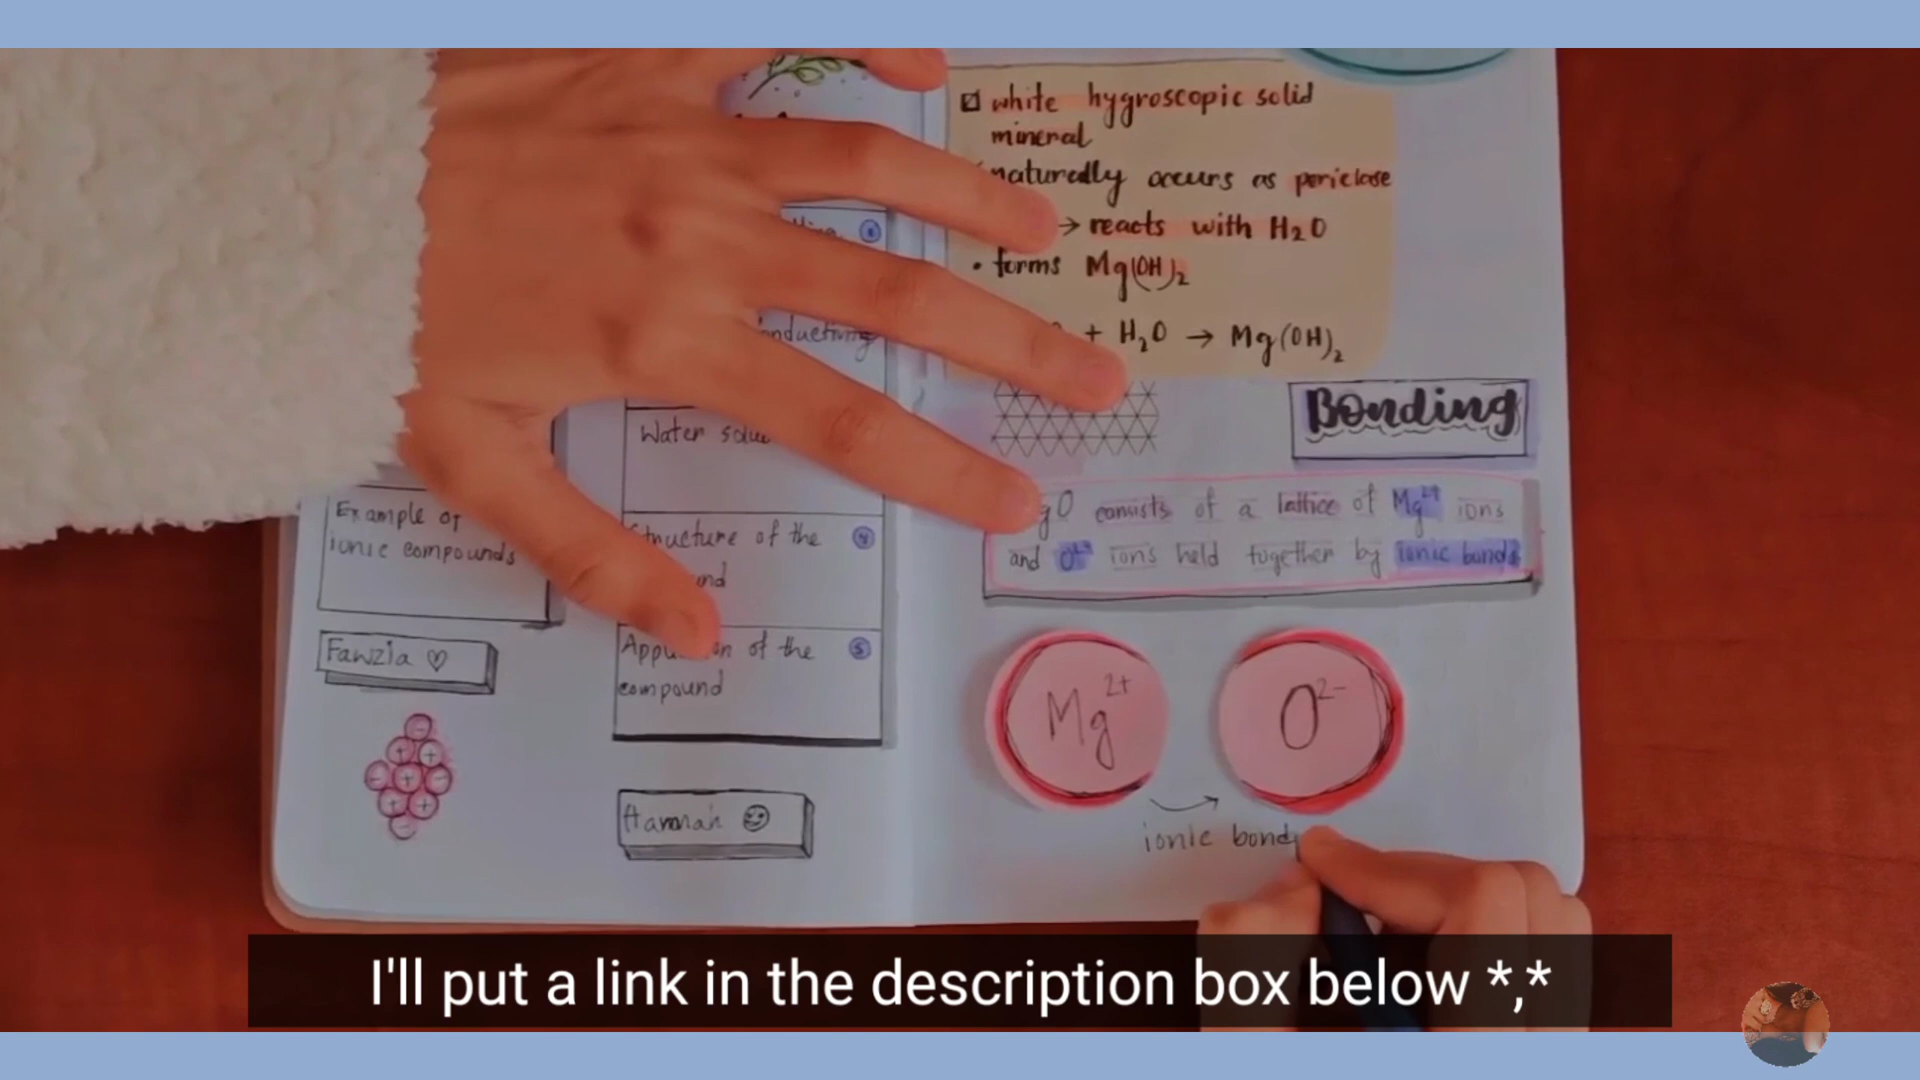 Example of
ionic compounds
Fawzia
Water
Structure of the
4
of the
5
compound
Hannah
white hygroscopic solid
mineral
naturally occurs as periclase
→ reacts with H2O
• forms Mg(OH)2
+ H2O → Mg(OH)2
Bonding
consists of a lattice of Mg2+ ions
and ions held together by ionic bonds
Mg2+
O2-
ionic bond
I'll put a link in the description box below *,*